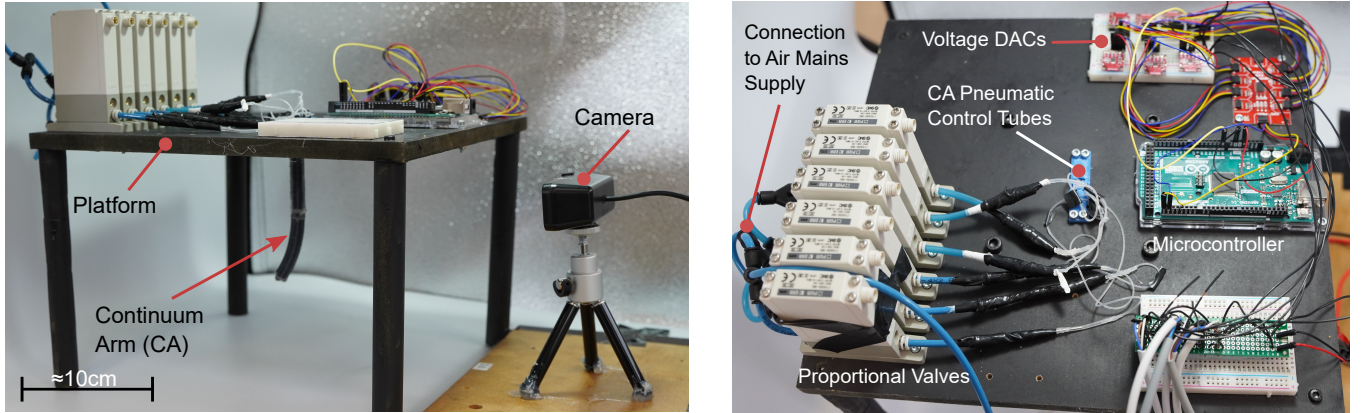 Camera
Platform
Continuum
Arm (CA)
≈10cm
Connection
to Air Mains
Supply
Voltage DACs
CA Pneumatic
Control Tubes
Microcontroller
Proportional Valves